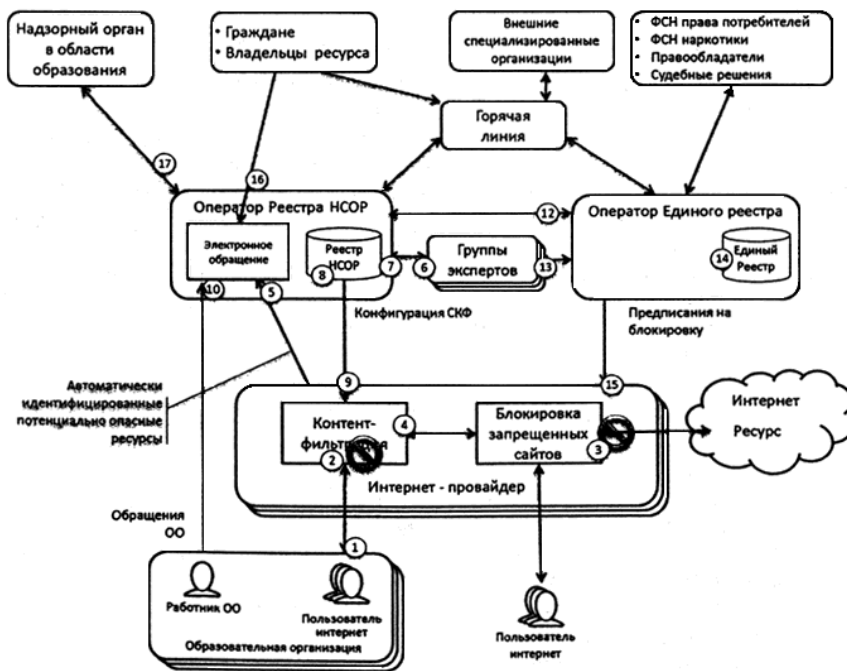 Надзорный орган
в области
образования
• Граждане
• Владельцы ресурса
Внешние
специализированные
организации
• ФСН права потребителей
• ФСН наркотики
• Правообладатели
• Судебные решения
Горячая
линия
17
16
Оператор Реестра НСОР
12
Оператор Единого реестра
Электронное
обращение
Реестр
НСОР
8
7
6
Группы
экспертов
13
14
Единый
Реестр
10
5
Конфигурация СКФ
Предписания на
блокировку
Автоматически
идентифицированные
потенциально опасные
ресурсы
9
15
Контент-
фильтрация
2
4
Блокировка
запрещенных
сайтов
3
Интернет
Ресурс
Интернет - провайдер
Обращения
ОО
1
Работник ОО
Пользователь
интернет
Образовательная организация
Пользователь
интернет